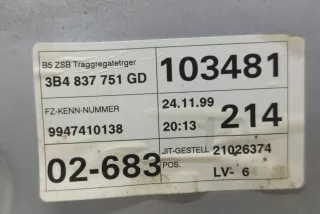 B5 ZSB Traggregatetrger
3B4 837 751 GD
103481
FZ-KENN-NUMMER
9947410138
24.11.99
20:13
214
02-683
JIT-GESTELL 21026374
POS.
LV- 6